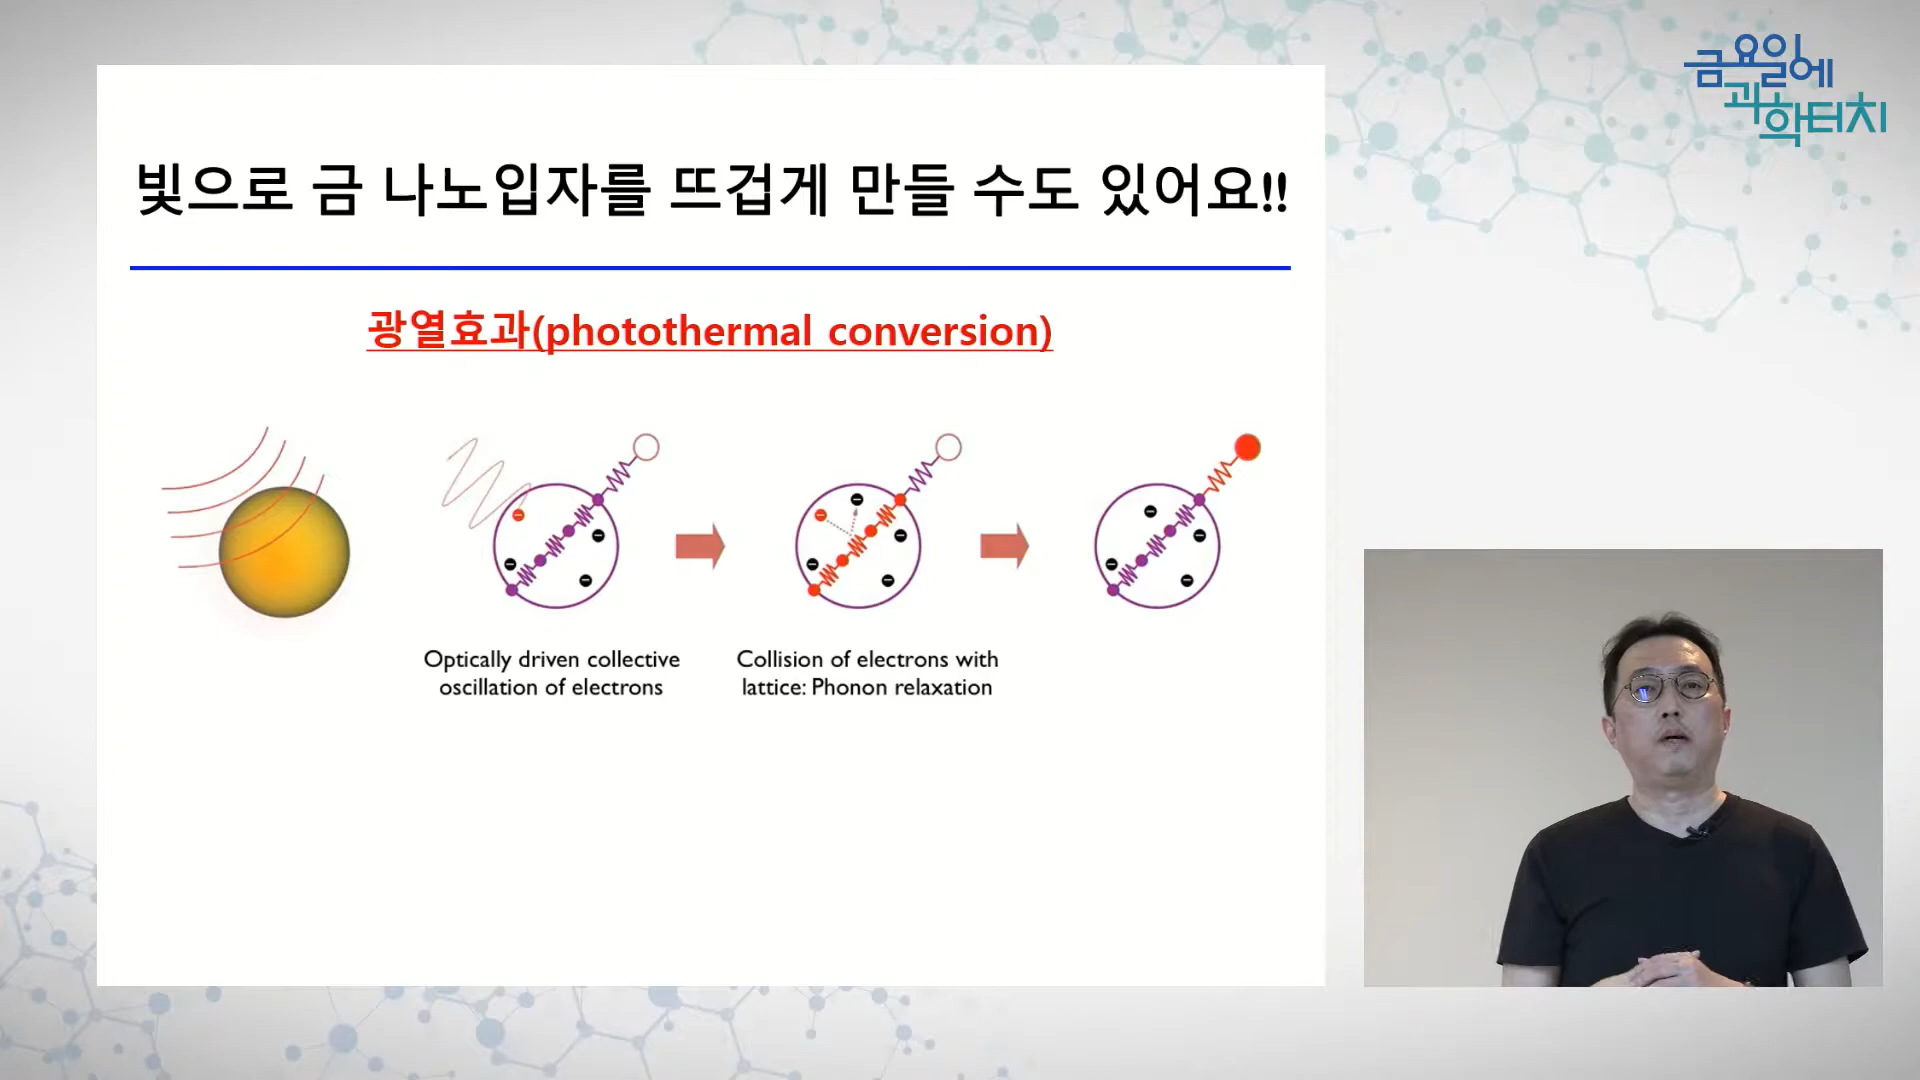 금요일에
과학터치
빛으로 금 나노입자를 뜨겁게 만들 수도 있어요!!
광열효과(photothermal conversion)
Optically driven collective
oscillation of electrons
Collision of electrons with
lattice: Phonon relaxation